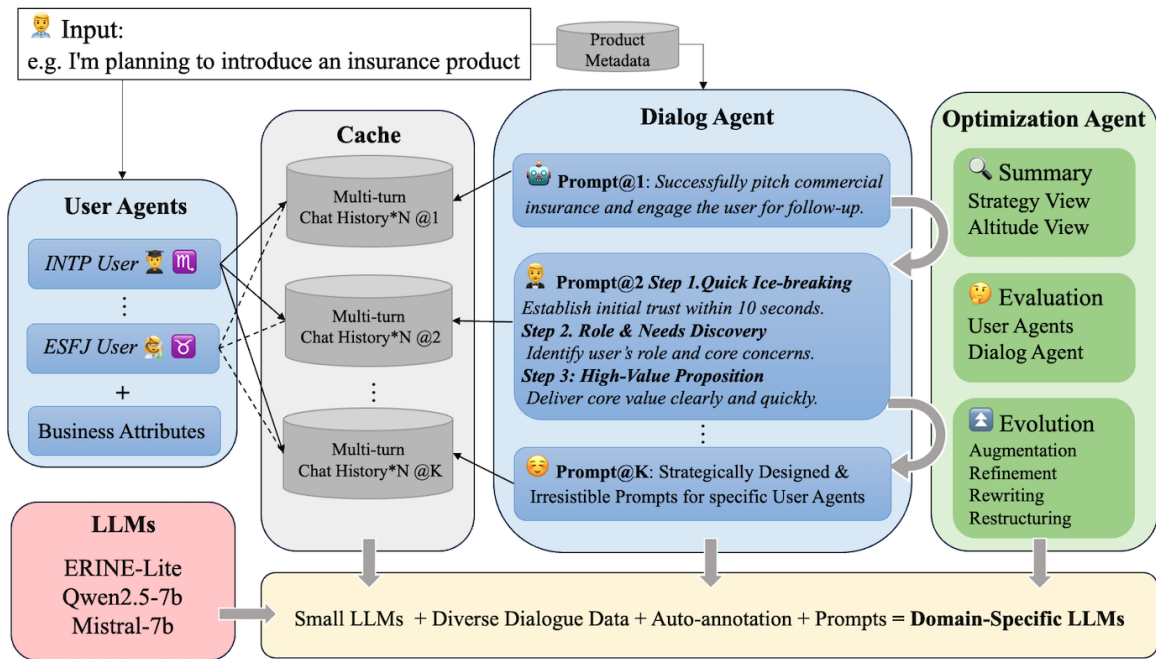 Input:
e.g. I'm planning to introduce an insurance product
Product
Metadata
User Agents
INTP User
ESFJ User
+
Business Attributes
Cache
Multi-turn
Chat History*N @1
Multi-turn
Chat History*N @2
Multi-turn
Chat History*N @K
Dialog Agent
Prompt@1: Successfully pitch commercial
insurance and engage the user for follow-up.
Prompt@2 Step 1.Quick Ice-breaking
Establish initial trust within 10 seconds.
Step 2. Role & Needs Discovery
Identify user's role and core concerns.
Step 3: High-Value Proposition
Deliver core value clearly and quickly.
Prompt@K: Strategically Designed &
Irresistible Prompts for specific User Agents
Optimization Agent
Summary
Strategy View
Altitude View
Evaluation
User Agents
Dialog Agent
Evolution
Augmentation
Refinement
Rewriting
Restructuring
LLMs
ERINE-Lite
Qwen2.5-7b
Mistral-7b
Small LLMs + Diverse Dialogue Data + Auto-annotation + Prompts = Domain-Specific LLMs